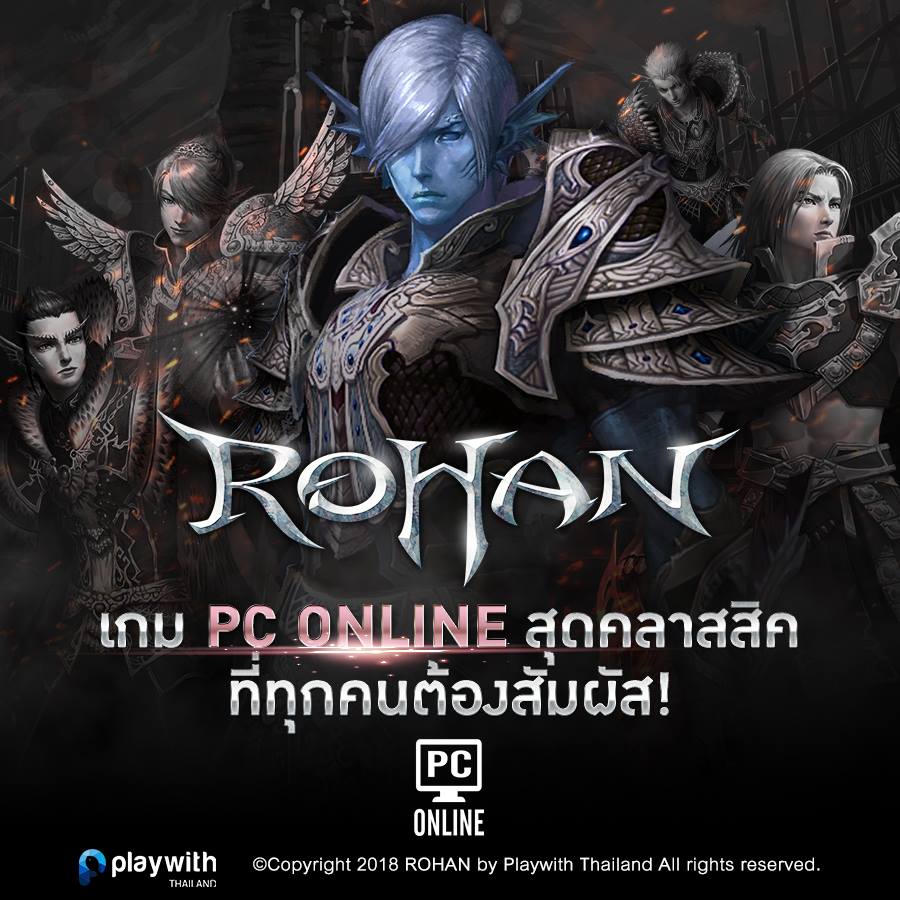 ROHAN
เกม PC ONLINE สุดคลาสสิค
ที่ทุกคนต้องสัมผัส!
PC
ONLINE
playwith
THAILAND
©Copyright 2018 ROHAN by Playwith Thailand All rights reserved.